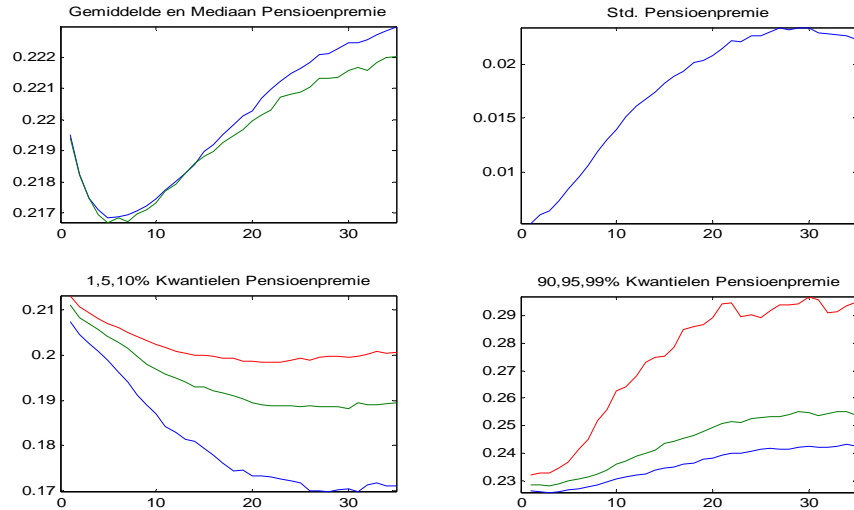 Gemiddelde en Mediaan Pensioenpremie
0.222
0.221
0.22
0.219
0.218
0.217
0 10 20 30
Std. Pensioenpremie
0.02
0.015
0.01
0 10 20 30
1,5,10% Kwantielen Pensioenpremie
0.21
0.2
0.19
0.18
0.17
0 10 20 30
90,95,99% Kwantielen Pensioenpremie
0.29
0.28
0.27
0.26
0.25
0.24
0.23
0 10 20 30